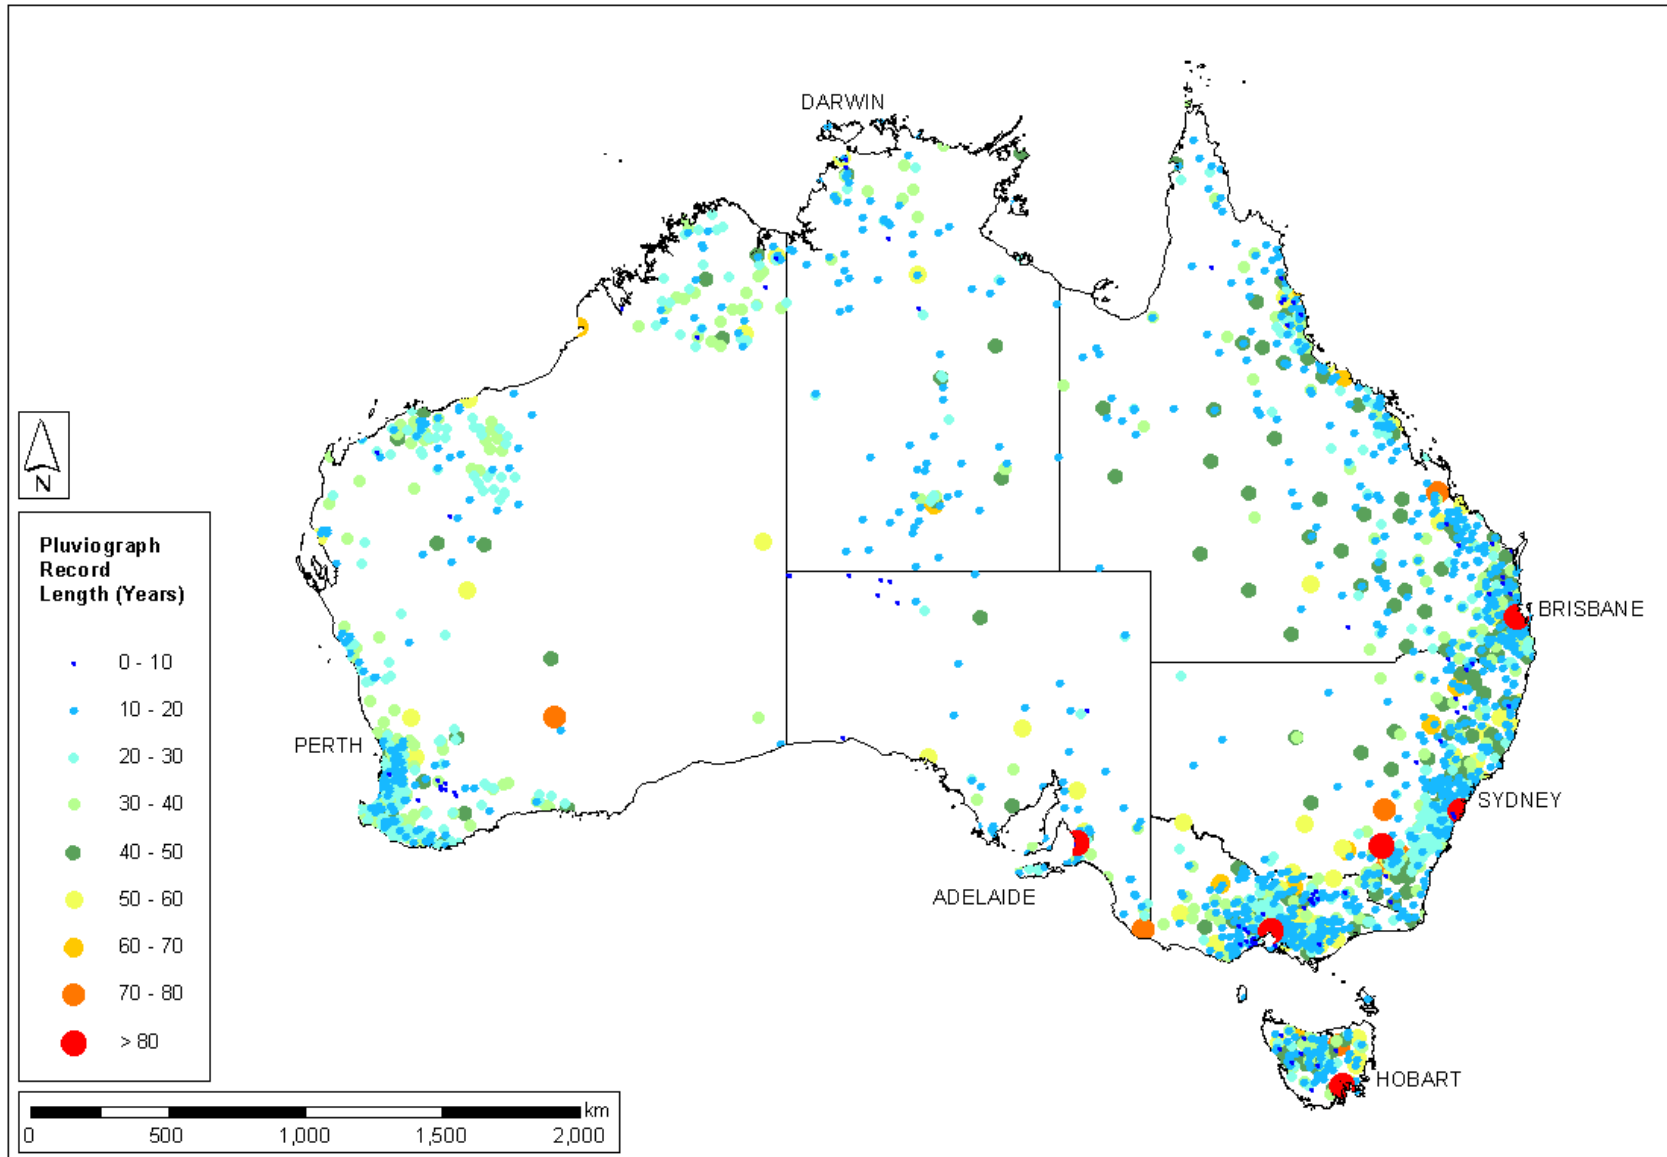 DARWIN
BRISBANE
PERTH
SYDNEY
ADELAIDE
HOBART
N
Pluviograph
Record
Length (Years)
0 - 10
10 - 20
20 - 30
30 - 40
40 - 50
50 - 60
60 - 70
70 - 80
> 80
km
0 500 1,000 1,500 2,000